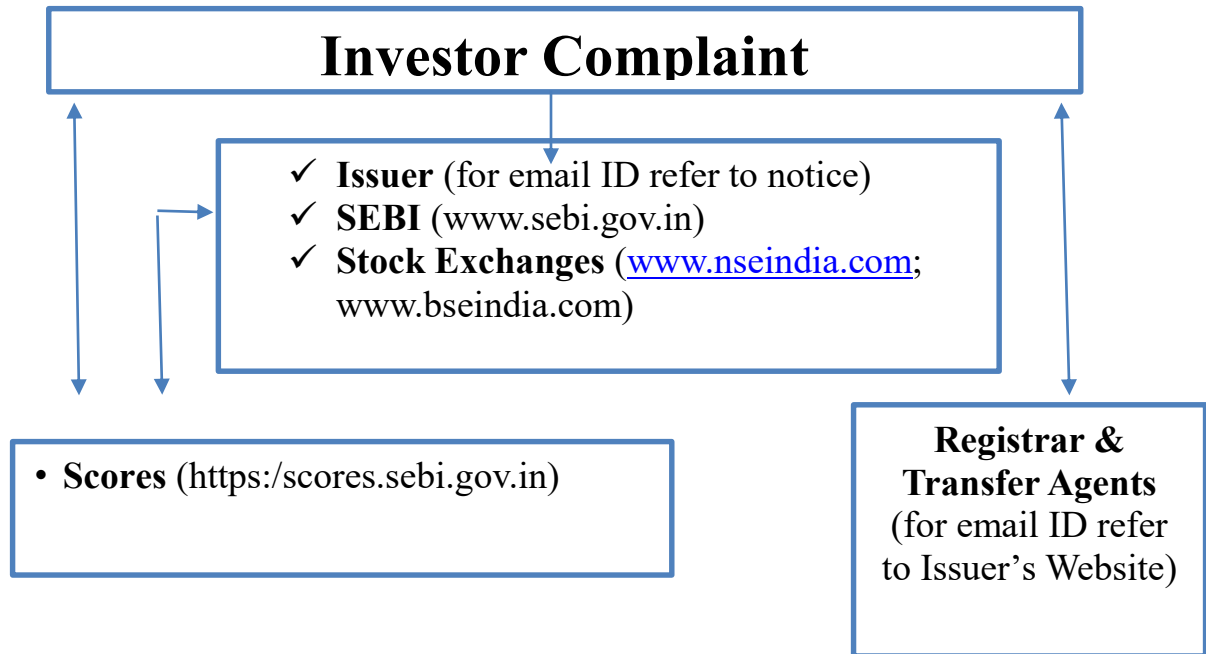 Investor Complaint
✓ Issuer (for email ID refer to notice)
✓ SEBI (www.sebi.gov.in)
✓ Stock Exchanges (www.nseindia.com;
www.bseindia.com)
• Scores (https:/scores.sebi.gov.in)
Registrar &
Transfer Agents
(for email ID refer
to Issuer’s Website)